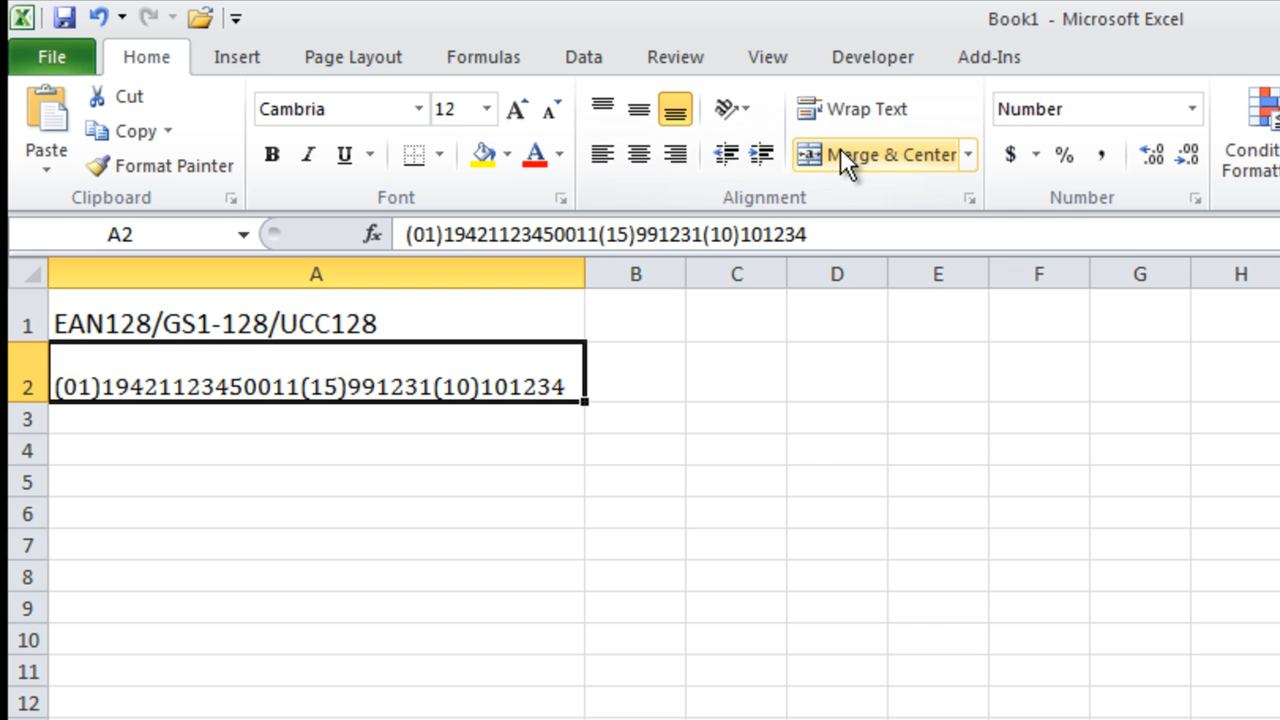 Book1 - Microsoft Excel
File Home Insert Page Layout Formulas Data Review View Developer Add-Ins
Paste
Cut
Copy
Format Painter
Clipboard
Cambria 12
B I U A
Font
Wrap Text
Merge & Center
Alignment
Number
$ % ,
Number
A2 fx (01)19421123450011(15)991231(10)101234
A B C D E F G H
1 EAN128/GS1-128/UCC128
2 (01)19421123450011(15)991231(10)101234
3
4
5
6
7
8
9
10
11
12